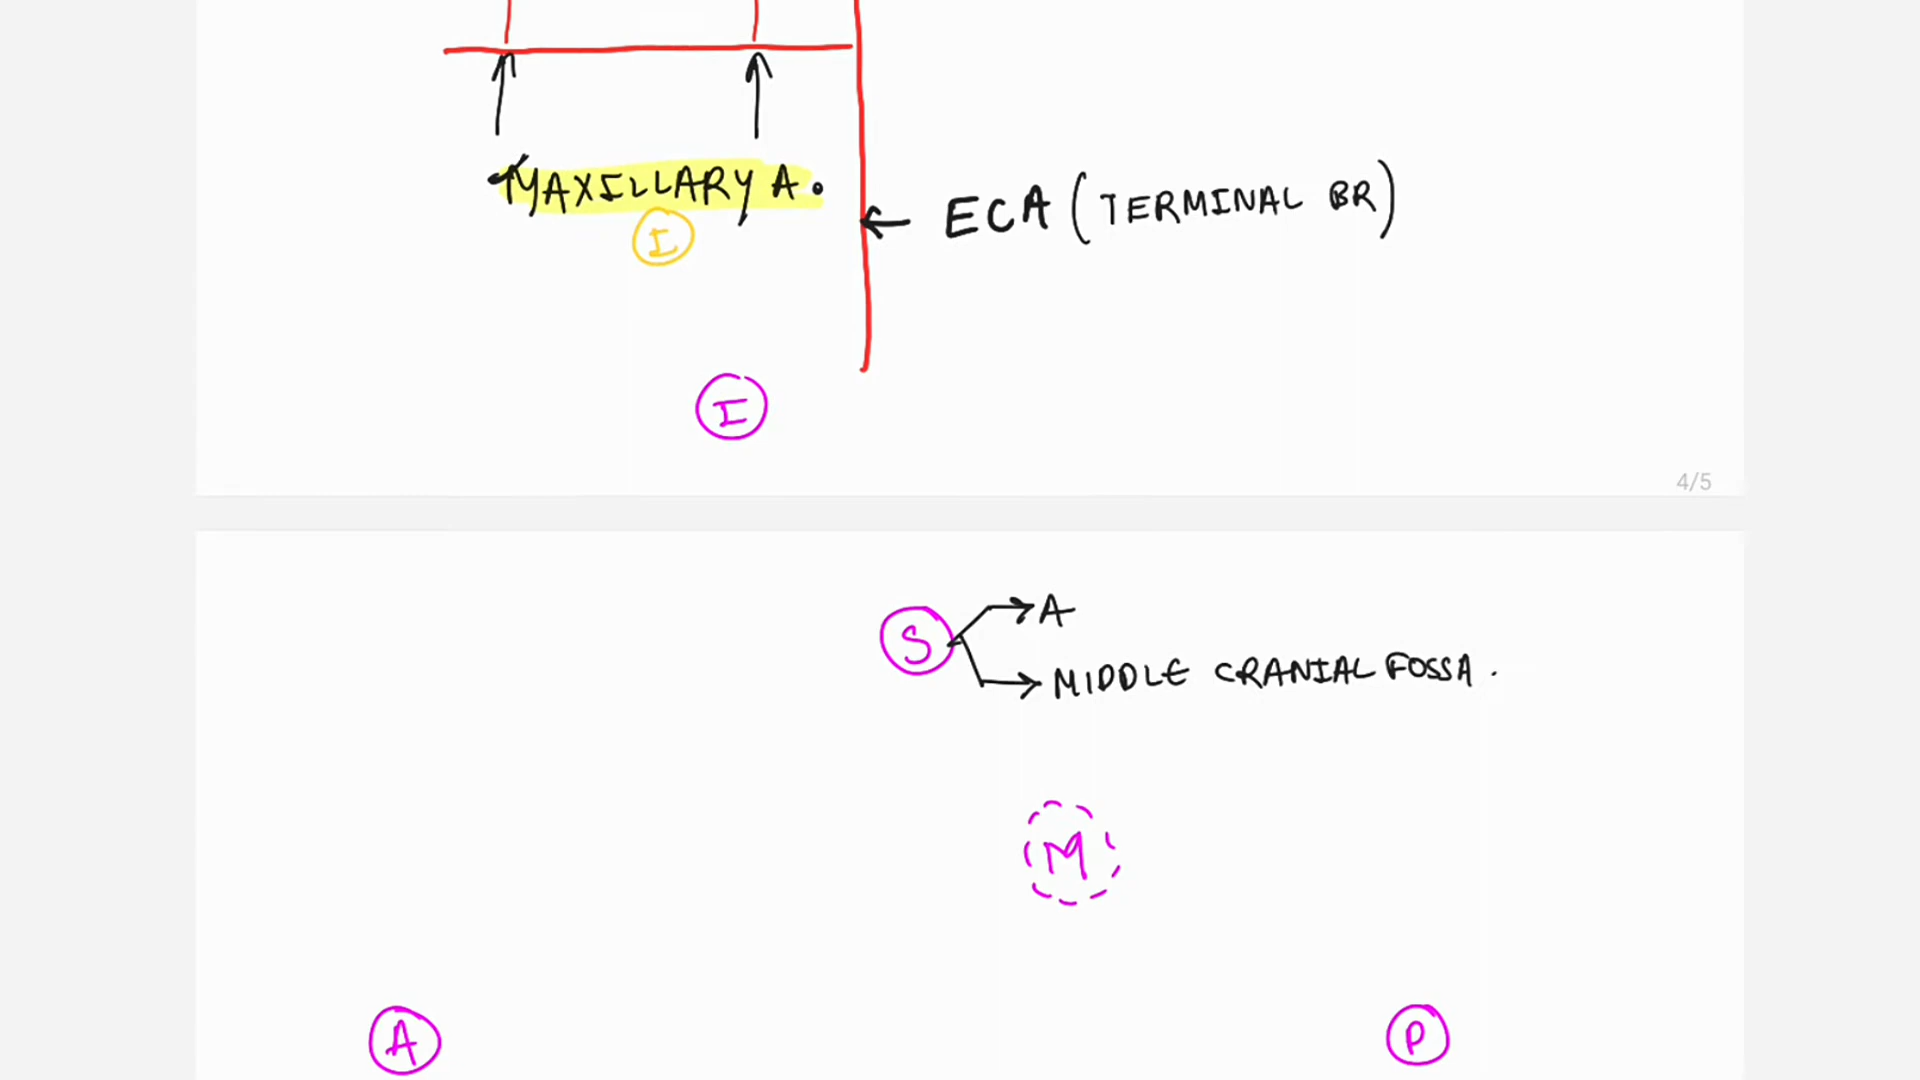 MAXILLARY A.
I
ECA (TERMINAL BR)
I
4/5
S
A
MIDDLE CRANIAL FOSSA.
M
A
P